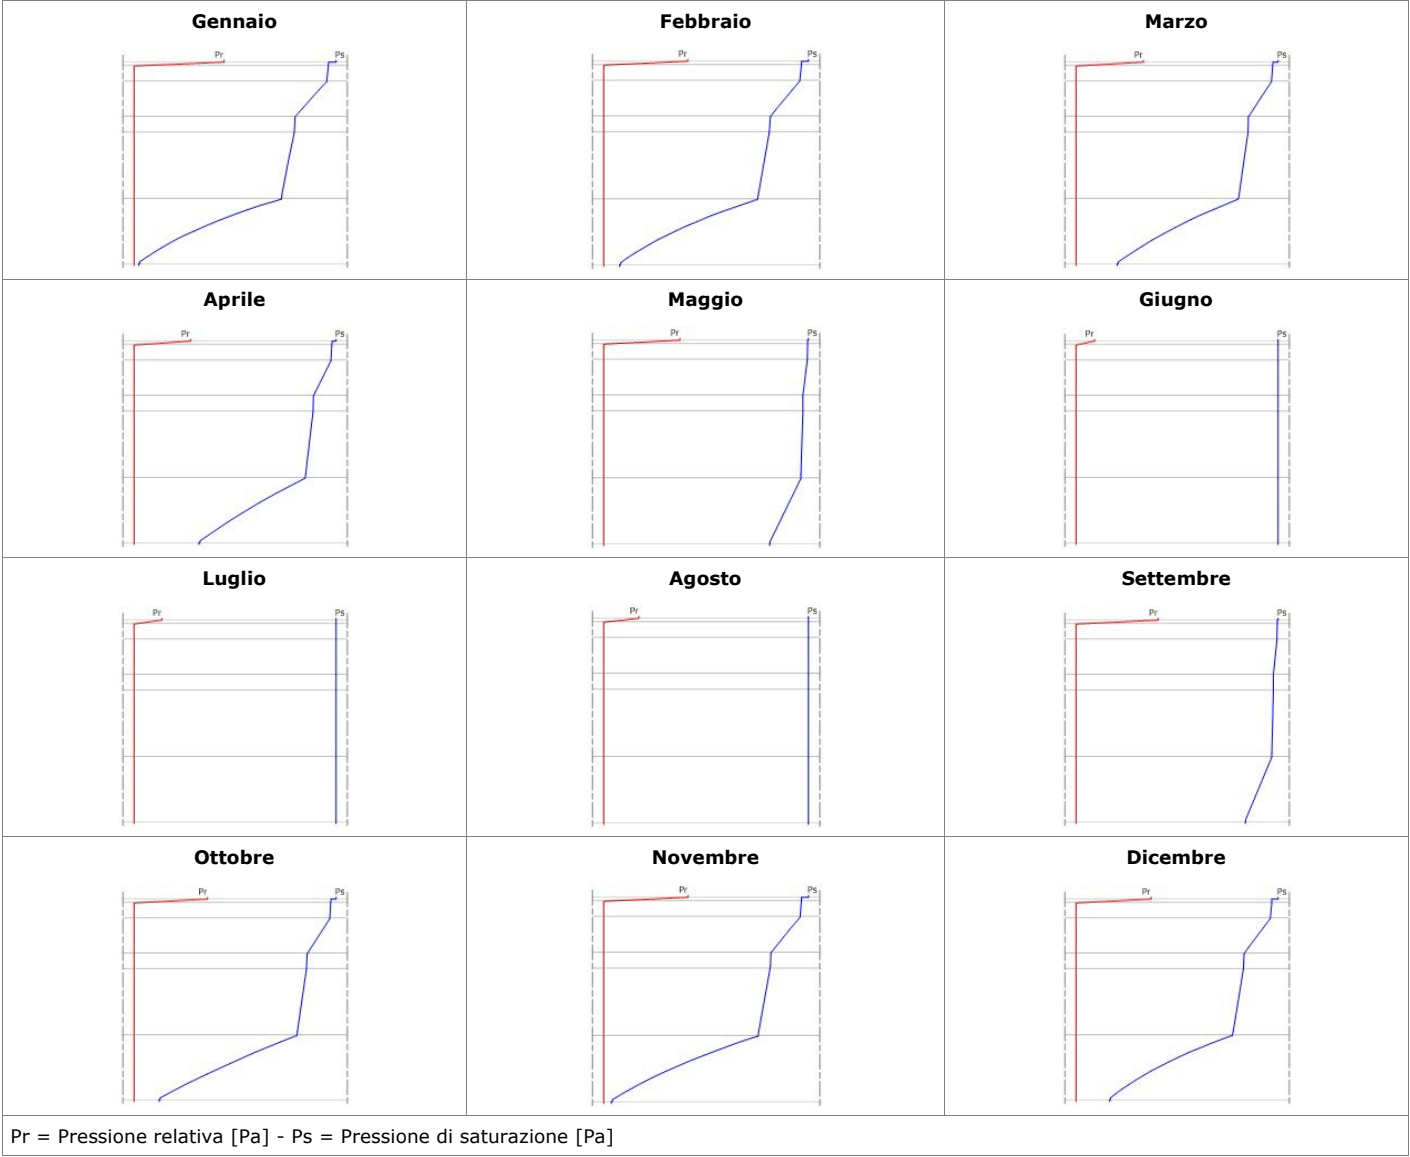 Gennaio
Febbraio
Marzo
Pr
Ps
Pr
Ps
Pr
Ps
Aprile
Maggio
Giugno
Pr
Ps
Pr
Ps
Pr
Ps
Luglio
Agosto
Settembre
Pr
Ps
Pr
Ps
Pr
Ps
Ottobre
Novembre
Dicembre
Pr
Ps
Pr
Ps
Pr
Ps
Pr = Pressione relativa [Pa] - Ps = Pressione di saturazione [Pa]